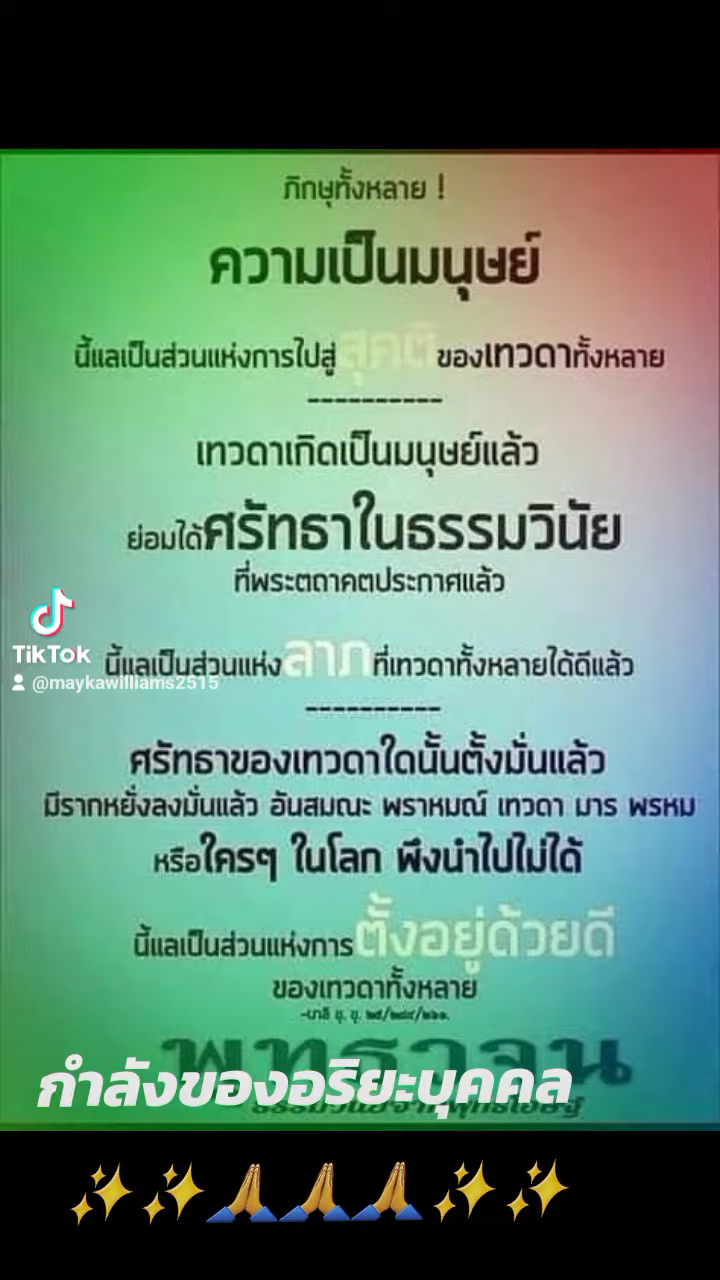 ภิกษุทั้งหลาย !
ความเป็นมนุษย์
นี้แลเป็นส่วนแห่งการไปสู่สุคติของเทวดาทั้งหลาย
----------
เทวดาเกิดเป็นมนุษย์แล้ว
ย่อมได้ศรัทธาในธรรมวินัย
ที่พระตถาคตประกาศแล้ว
TikTok
นี้แลเป็นส่วนแห่งลาภที่เทวดาทั้งหลายได้ดีแล้ว
@maykawilliams2515
----------
ศรัทธาของเทวดาใดนั้นตั้งมั่นแล้ว
มีรากหยั่งลงมั่นแล้ว อันสมณะ พราหมณ์ เทวดา มาร พรหม
หรือใครๆ ในโลก พึงนำไปไม่ได้
นี้แลเป็นส่วนแห่งการตั้งอยู่ด้วยดี
ของเทวดาทั้งหลาย
-บาลี ขุ. ขุ.
พุทธวจน
กำลังของอริยะบุคคล
✨✨🙏🙏🙏✨✨